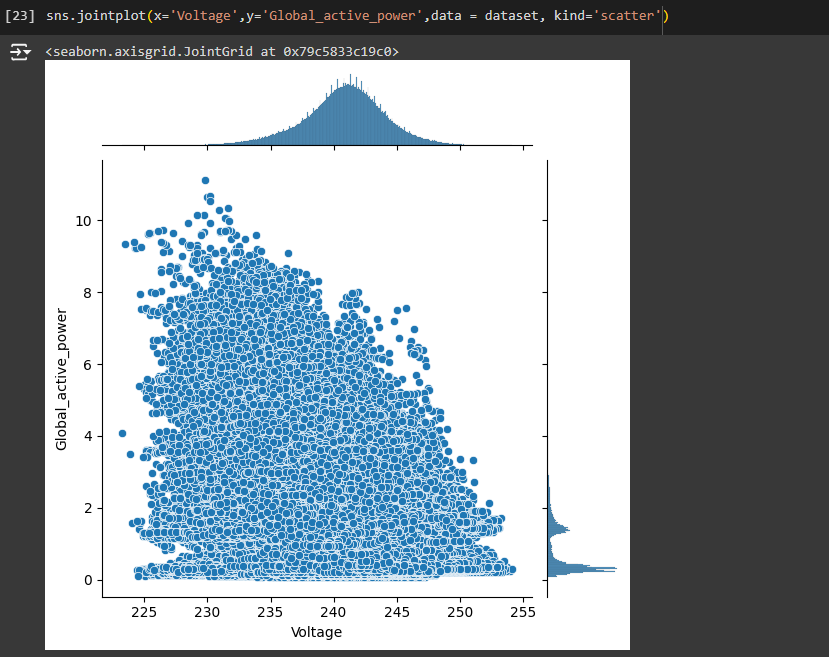 [23] sns.jointplot(x='Voltage',y='Global_active_power',data = dataset, kind='scatter')
<seaborn.axisgrid.JointGrid at 0x79c5833c19c0>
10
8
6
4
2
0
Global_active_power
225 230 235 240 245 250 255
Voltage